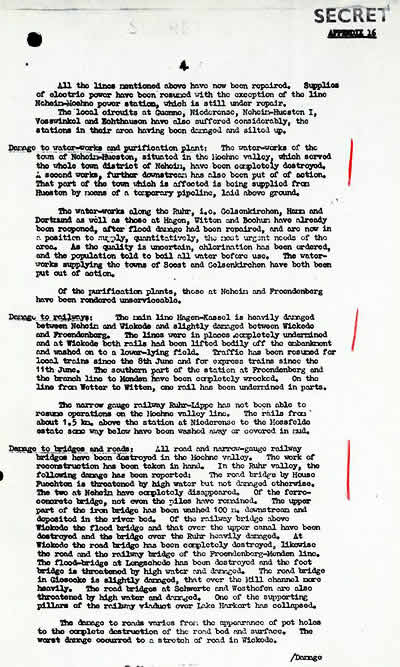 SECRET
APPENDIX 16
4
All the lines mentioned above have now been repaired. Supplies
of electric power have been resumed with the exception of the line
Neheim-Moehne power station, which is still under repair.
The local circuits at Niederense, Neheim-Huesten I,
Vosswinkel and Echthausen have also suffered considerably, the
stations in their area having been damaged and silted up.
Damage to water-works and purification plant: The water-works of the
town of Neheim-Huesten, situated in the Moehne valley, which served
the whole town district of Neheim, have been completely destroyed.
A second works, further downstream has also been put of of action.
That part of the town which is affected is being supplied from
Huesten by means of a temporary pipeline, laid above ground.
The water-works along the Ruhr, i.e. Gelsenkirchen, Hamm and
Dortmund as well as those at Hagen, Witten and Bochum have already
been reopened, after flood damage had been repaired, and are now in
a position to supply, quantitatively, the most urgent needs of the
area. As the quality is uncertain, chlorination has been ordered,
and the population told to boil all water before use. The water-
works supplying the towns of Soest and Gelsenkirchen have both been
put out of action.
Of the purification plants, those at Neheim and Froendenberg
have been rendered unserviceable.
Damage to railways: The main line Hagen-Kassel is heavily damaged
between Neheim and Wickede and slightly damaged between Wickede
and Froendenberg. The lines were in places completely undermined
and at Wickede both rails had been lifted bodily off the embankment
and washed on to a lower-lying field. Traffic has been resumed for
local trains since the 8th June and for express trains since the
11th June. The southern part of the station at Froendenberg and
the branch line to Menden have been completely wrecked. On the
line from Wetter to Witten, one rail has been undermined in parts.
The narrow gauge railway Ruhr-Lippe has not been able to
resume operations on the Moehne valley line. The rails from
about 1,5 km. above the station at Niederense to the Mossfelde
estate some way below have been washed away or covered in mud.
Damage to bridges and roads: All road and narrow-gauge railway
bridges have been destroyed in the Moehne valley. The work of
reconstruction has been taken in hand. In the Ruhr valley, the
following damage has been reported: The road bridge by House
Fuechten is threatened by high water but not damaged otherwise.
The two at Neheim have completely disappeared. Of the ferro-
concrete bridge, not even the piles have remained. The upper
part of the iron bridge has been washed 100 m. downstream and
deposited in the river bed. Of the railway bridge above
Wickede the flood bridge and that over the upper canal have been
destroyed and the bridge over the Ruhr heavily damaged. At
Wickede the road bridge has been completely destroyed, likewise
the road and the railway bridge of the Froendenberg-Menden line.
The flood-bridge at Langschede has been destroyed and the foot
bridge is threatened by high water and damaged. The road bridge
in Giesecke is slightly damaged, that over the Mill channel more
heavily. The road bridges at Schwerte and Westhofen are also
threatened by high water and damaged. One of the supporting
pillars of the railway viaduct over Lake Harkort has collapsed.
The damage to roads varies from the appearance of pot holes
to the complete destruction of the road bed and surface. The
worst damage occurred to a stretch of road in Wickede.
/Damage